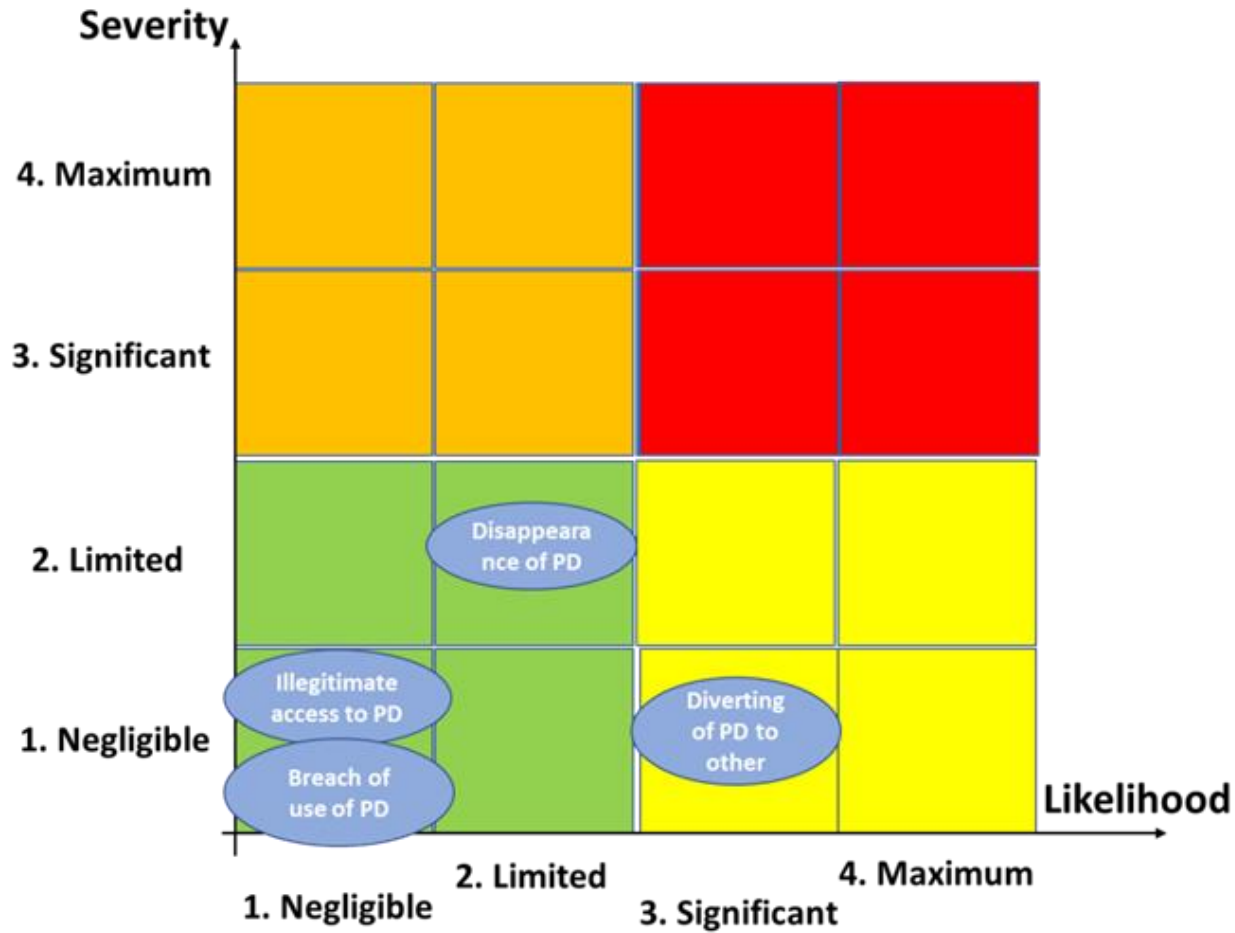 Severity
4. Maximum
3. Significant
2. Limited
Disappeara
nce of PD
1. Negligible
Illegitimate
access to PD
Breach of
use of PD
Diverting
of PD to
other
Likelihood
1. Negligible
2. Limited
3. Significant
4. Maximum